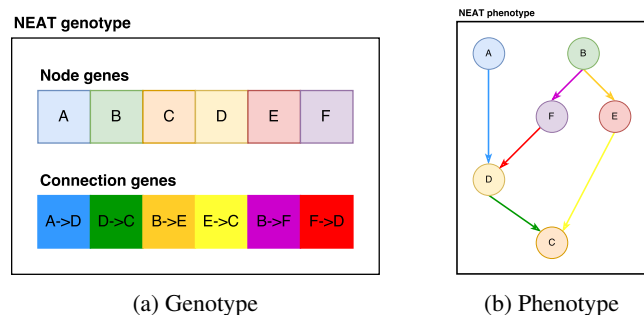 NEAT genotype
Node genes
A B C D E F
Connection genes
A->D D->C B->E E->C B->F F->D
(a) Genotype
NEAT phenotype
A B
F E
D
C
(b) Phenotype